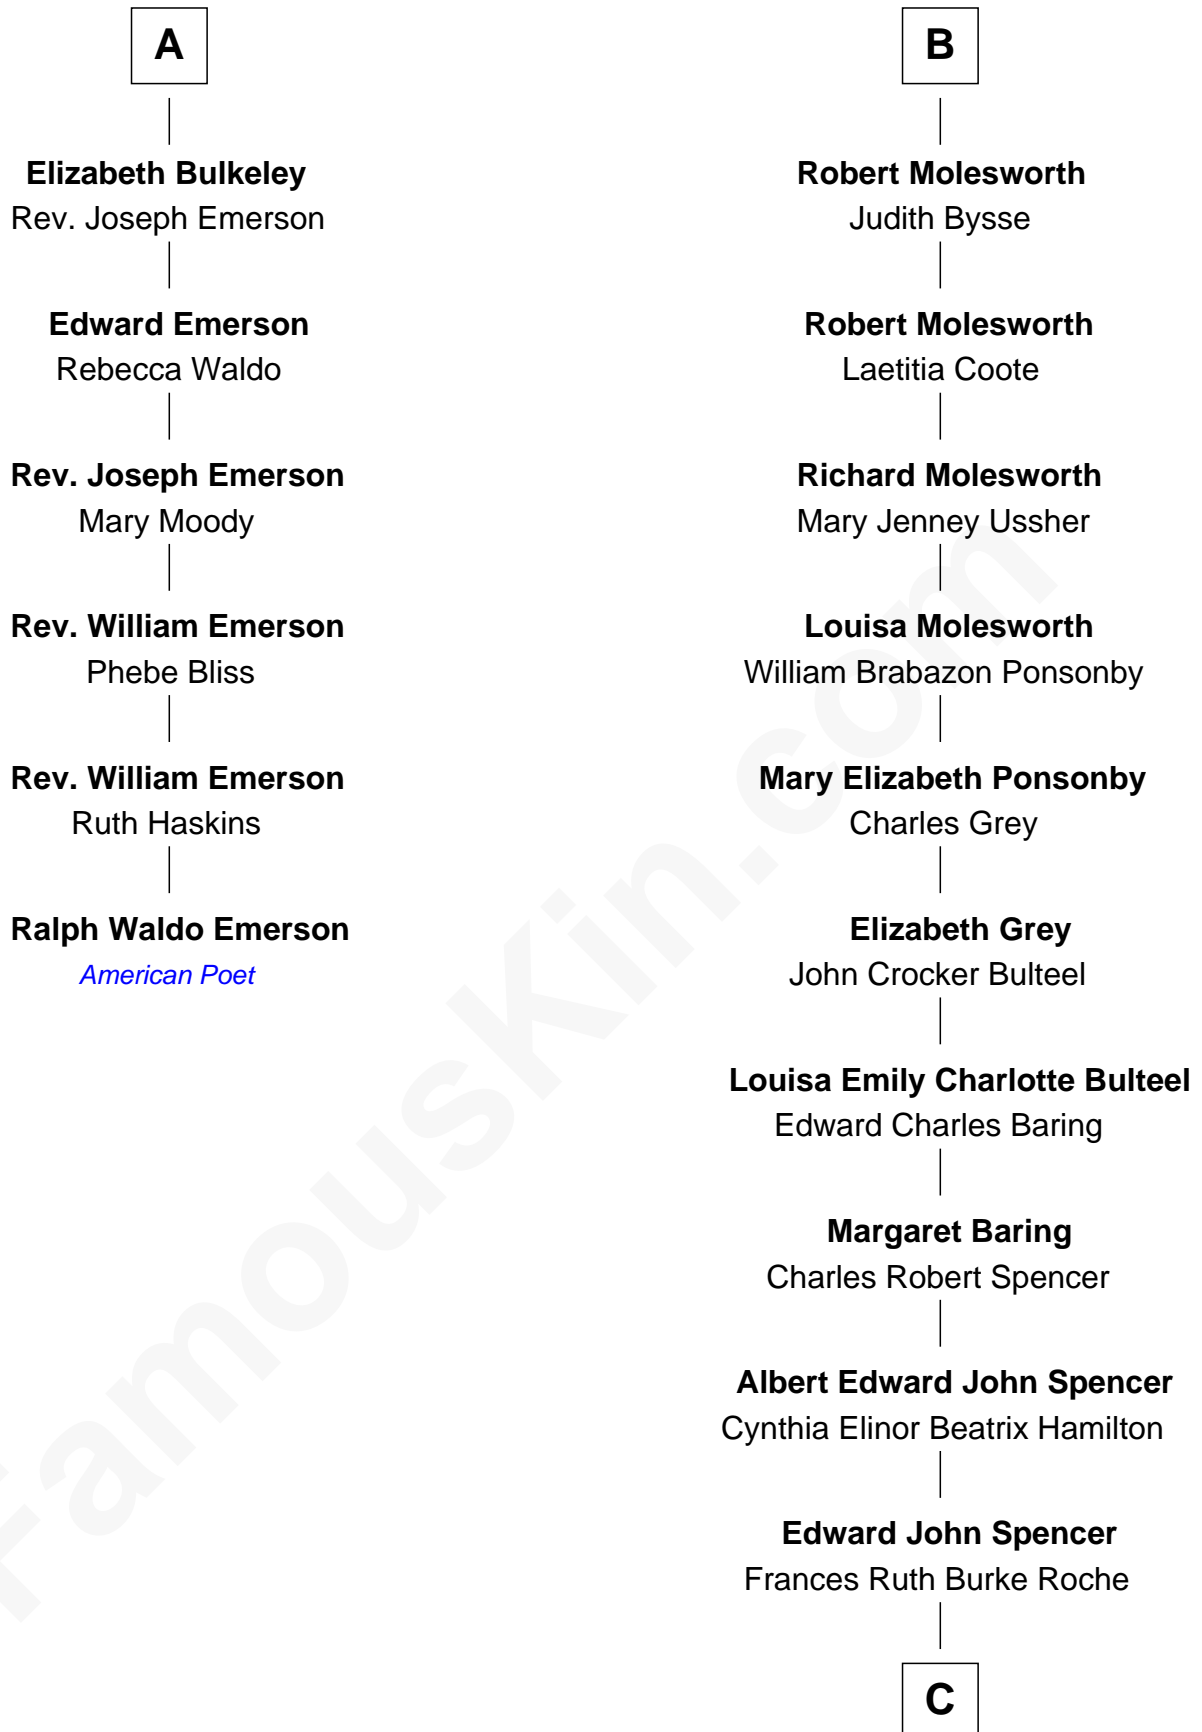 A
Elizabeth Bulkeley
Rev. Joseph Emerson
Edward Emerson
Rebecca Waldo
Rev. Joseph Emerson
Mary Moody
Rev. William Emerson
Phebe Bliss
Rev. William Emerson
Ruth Haskins
Ralph Waldo Emerson
American Poet
B
Robert Molesworth
Judith Bysse
Robert Molesworth
Laetitia Coote
Richard Molesworth
Mary Jenney Ussher
Louisa Molesworth
William Brabazon Ponsonby
Mary Elizabeth Ponsonby
Charles Grey
Elizabeth Grey
John Crocker Bulteel
Louisa Emily Charlotte Bulteel
Edward Charles Baring
Margaret Baring
Charles Robert Spencer
Albert Edward John Spencer
Cynthia Elinor Beatrix Hamilton
Edward John Spencer
Frances Ruth Burke Roche
C
FamousKin.com